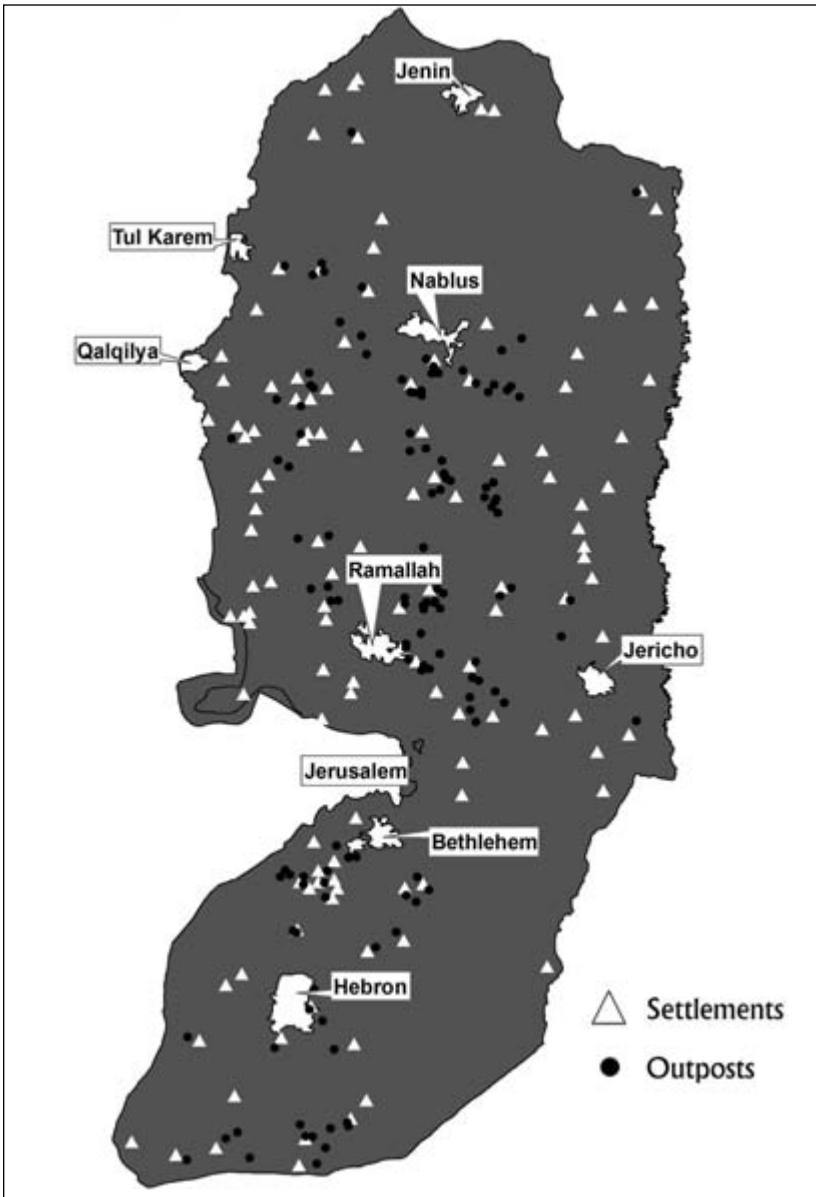 Jenin
Tul Karem
Nablus
Qalqilya
Ramallah
Jericho
Jerusalem
Bethlehem
Hebron
Settlements
Outposts